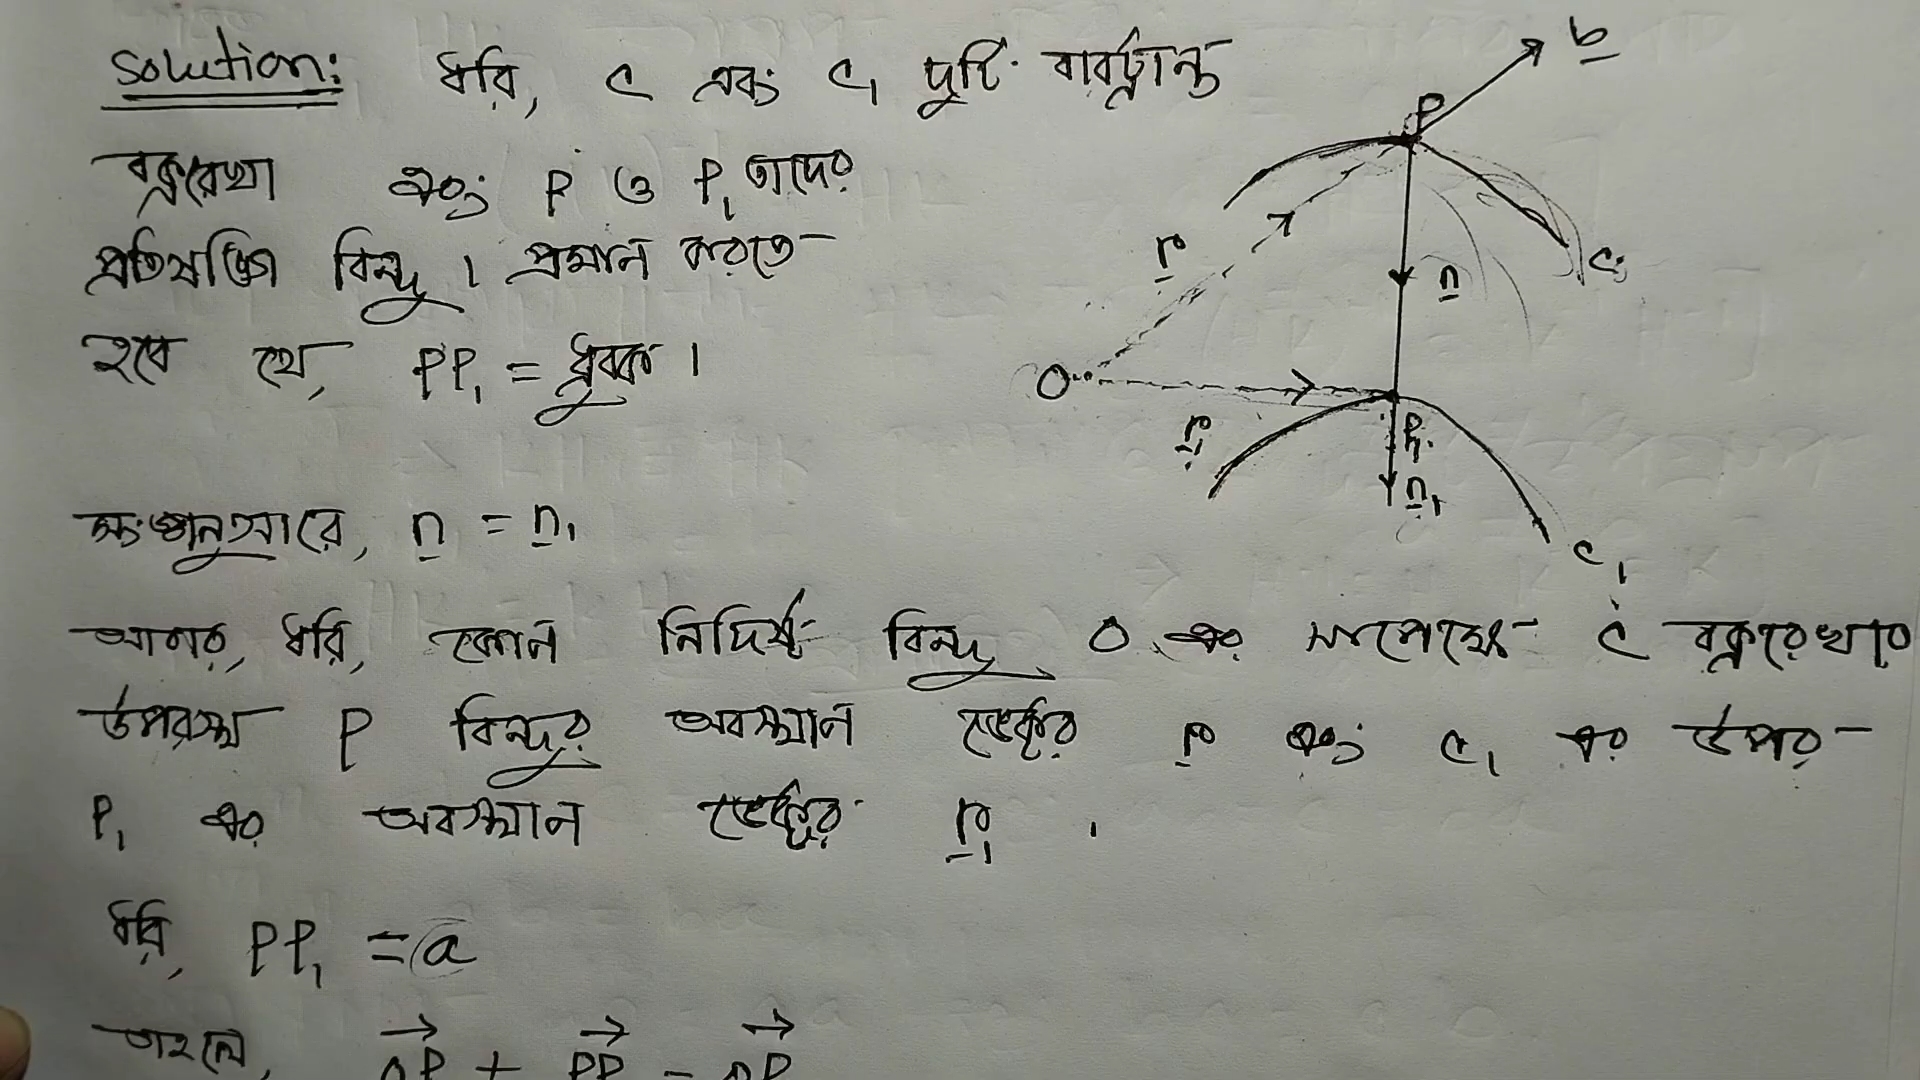 Solution: ধরি, C এবং C₁ দুটি বার্ট্রান্ড
বক্ররেখা এবং P ও P₁ তাদের
প্রতিষঙ্গি বিন্দু । প্রমান করতে
হবে যে, PP₁ = ধ্রুবক ।
সংজ্ঞানুসারে, n = n₁
আবার, ধরি, কোন নির্দিষ্ট বিন্দু O এর সাপেক্ষে C বক্ররেখার
উপরস্থ P বিন্দুর অবস্থান ভেক্টর r এবং C₁ এর উপর
P₁ এর অবস্থান ভেক্টর r₁ .
ধরি, PP₁ = a
তাহলে,
b
P
r
n
C
O
r₁
P₁
n₁
C₁